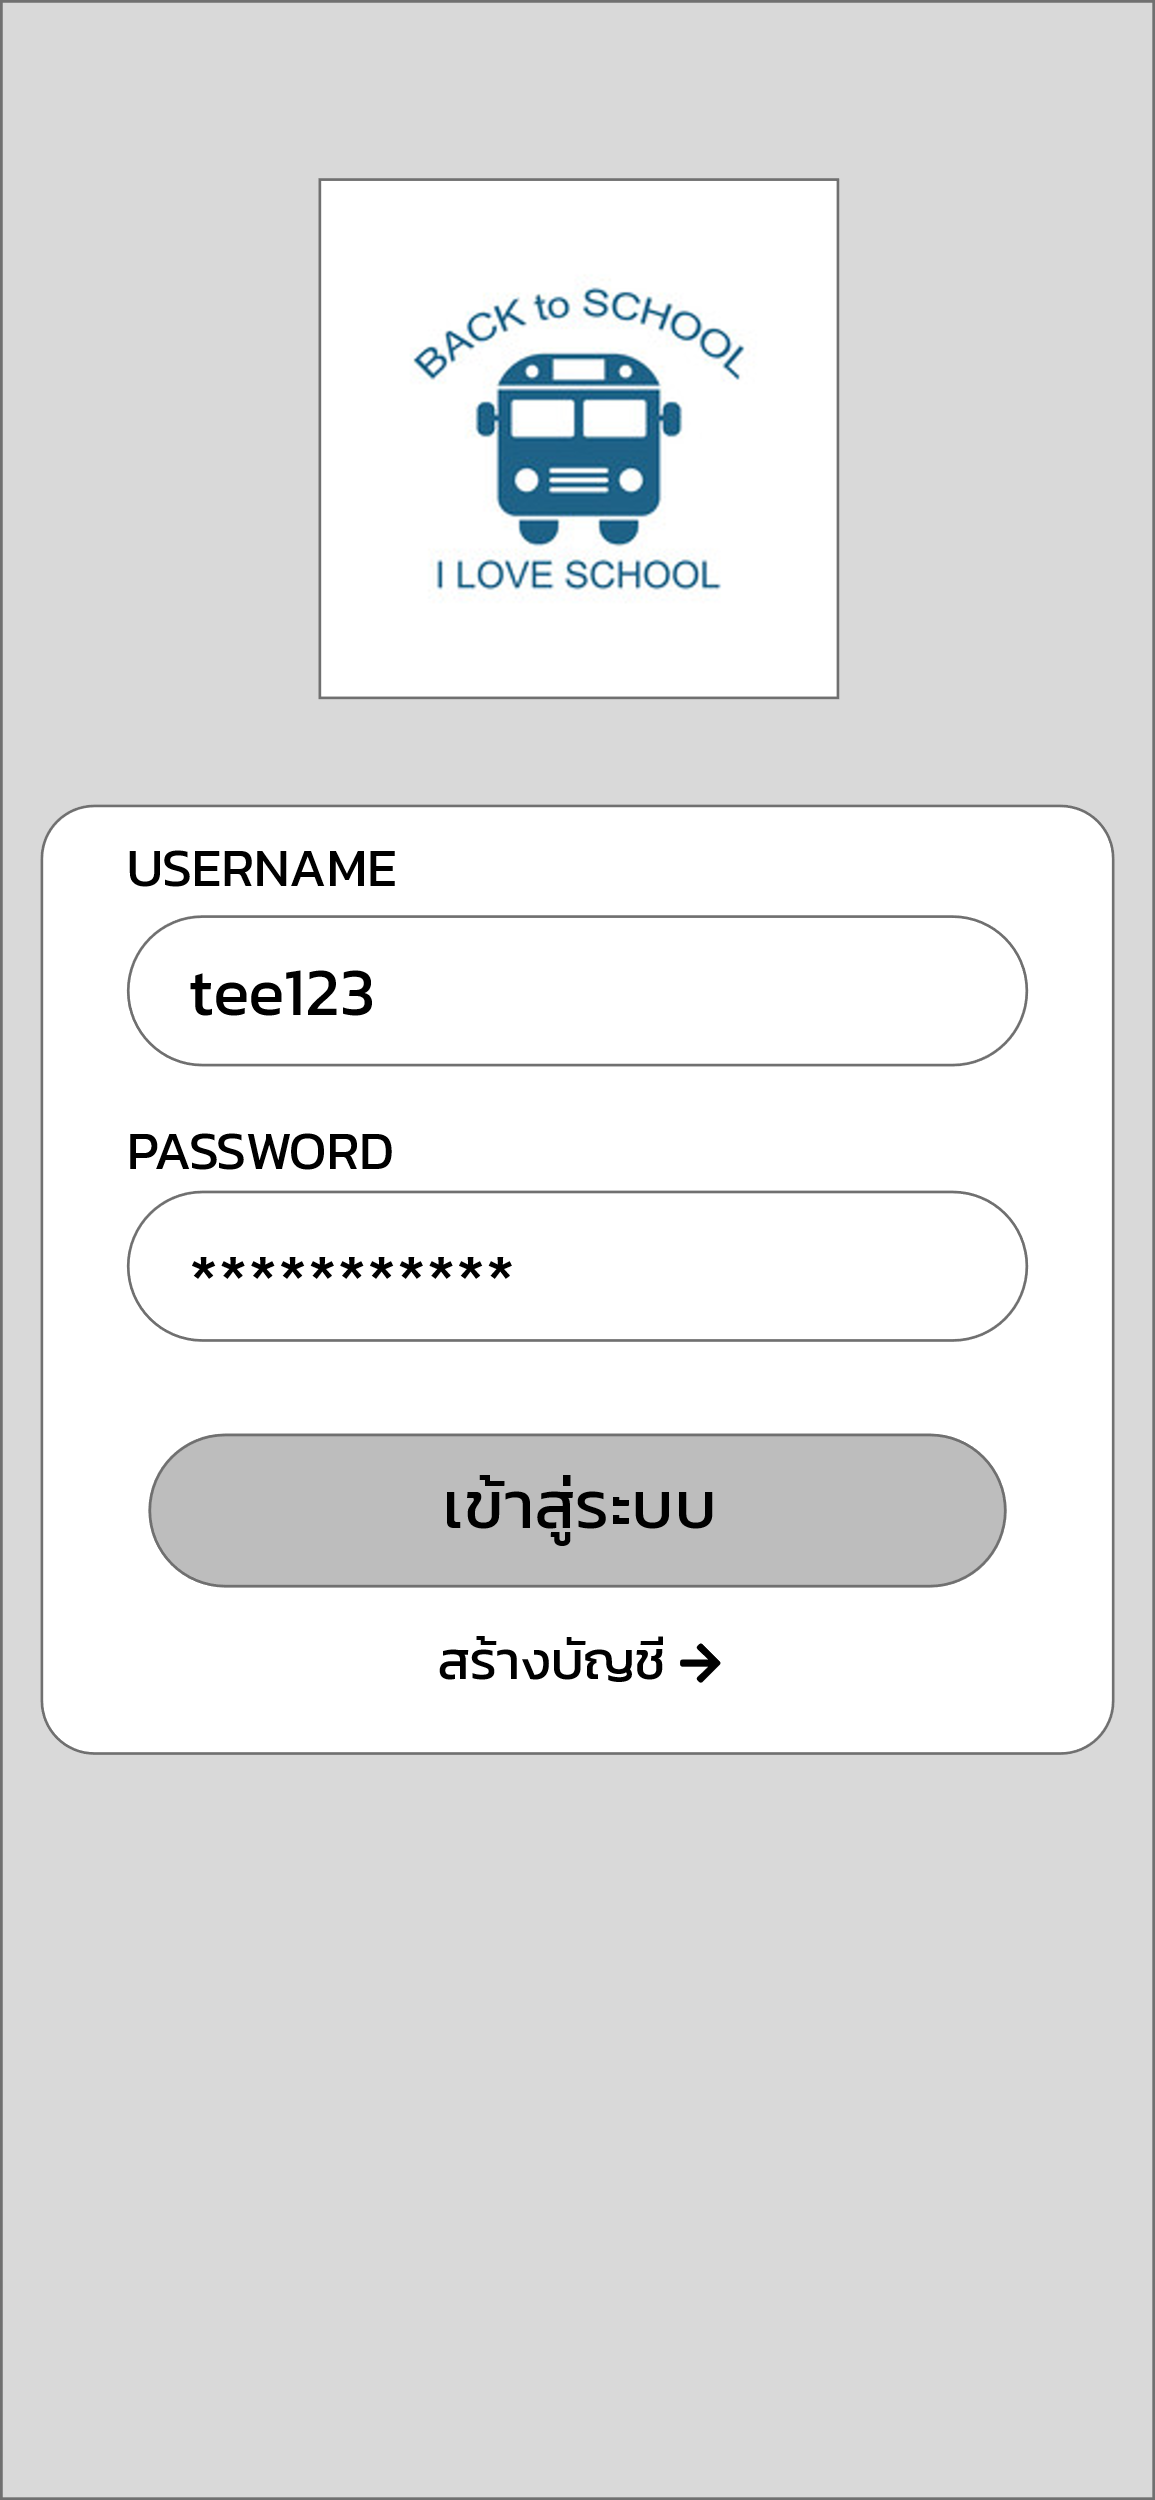 BACK to SCHOOL
I LOVE SCHOOL
USERNAME
tee123
PASSWORD
***********
เข้าสู่ระบบ
สร้างบัญชี →